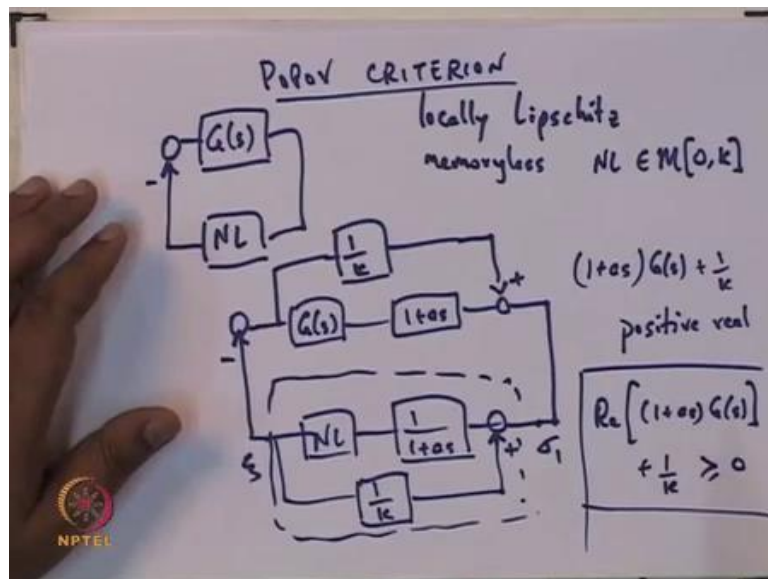 POPOV CRITERION
locally Lipschitz
memoryless NL ∈ M[0,k]
G(s)
-
NL
1/k
+
G(s)
1+as
-
(1+as) G(s) + 1/k
positive real
NL
1/(1+as)
+
ξ
σ₁
1/k
Re [(1+as) G(s)]
+ 1/k ≥ 0
NPTEL